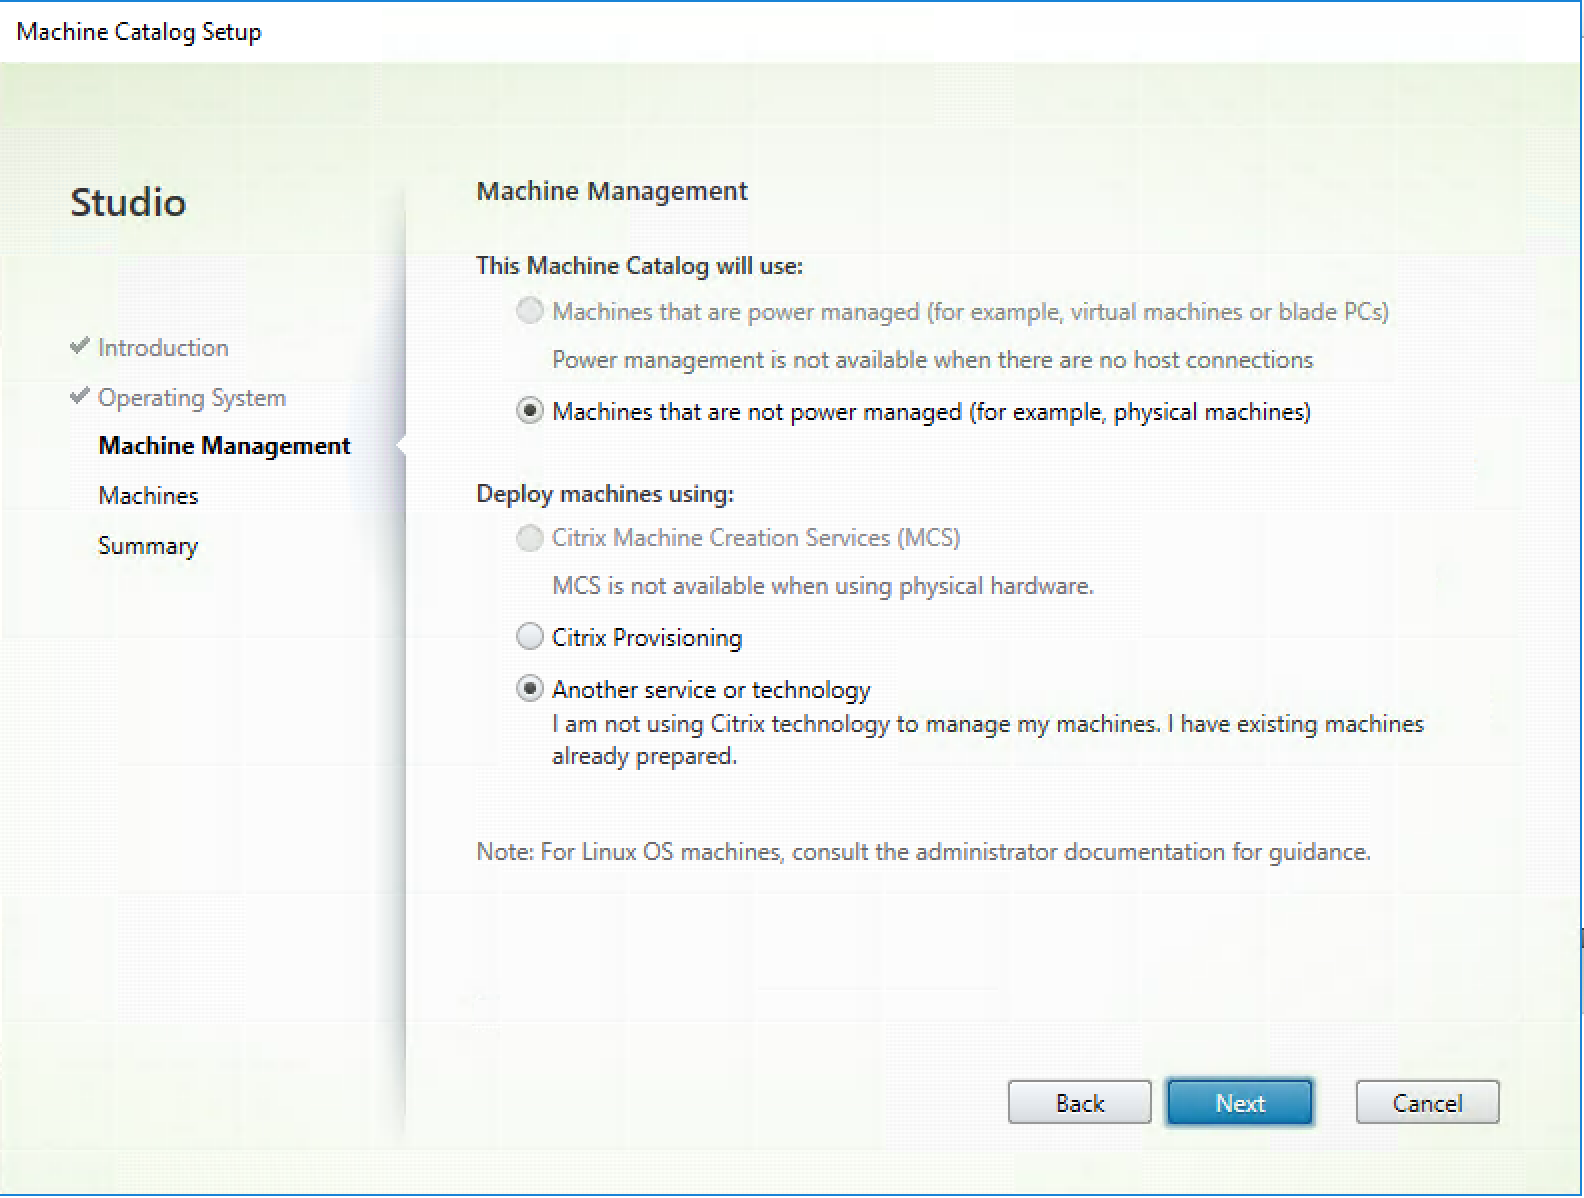 Machine Catalog Setup
Studio
Introduction
Operating System
Machine Management
Machines
Summary
Machine Management
This Machine Catalog will use:
Machines that are power managed (for example, virtual machines or blade PCs)
Power management is not available when there are no host connections
Machines that are not power managed (for example, physical machines)
Deploy machines using:
Citrix Machine Creation Services (MCS)
MCS is not available when using physical hardware.
Citrix Provisioning
Another service or technology
I am not using Citrix technology to manage my machines. I have existing machines
already prepared.
Note: For Linux OS machines, consult the administrator documentation for guidance.
Back
Next
Cancel